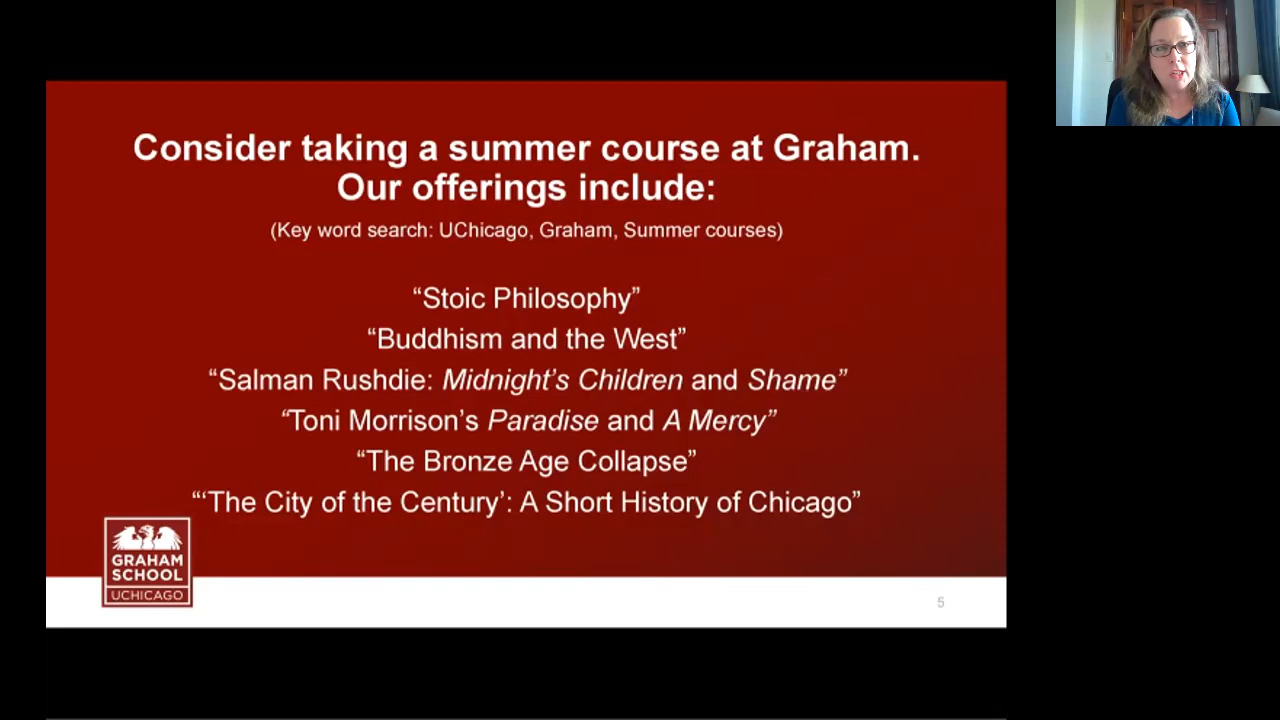 Consider taking a summer course at Graham.
Our offerings include:
(Key word search: UChicago, Graham, Summer courses)
“Stoic Philosophy”
“Buddhism and the West”
“Salman Rushdie: Midnight’s Children and Shame”
“Toni Morrison’s Paradise and A Mercy”
“The Bronze Age Collapse”
“‘The City of the Century’: A Short History of Chicago”
GRAHAM
SCHOOL
UCHICAGO
5